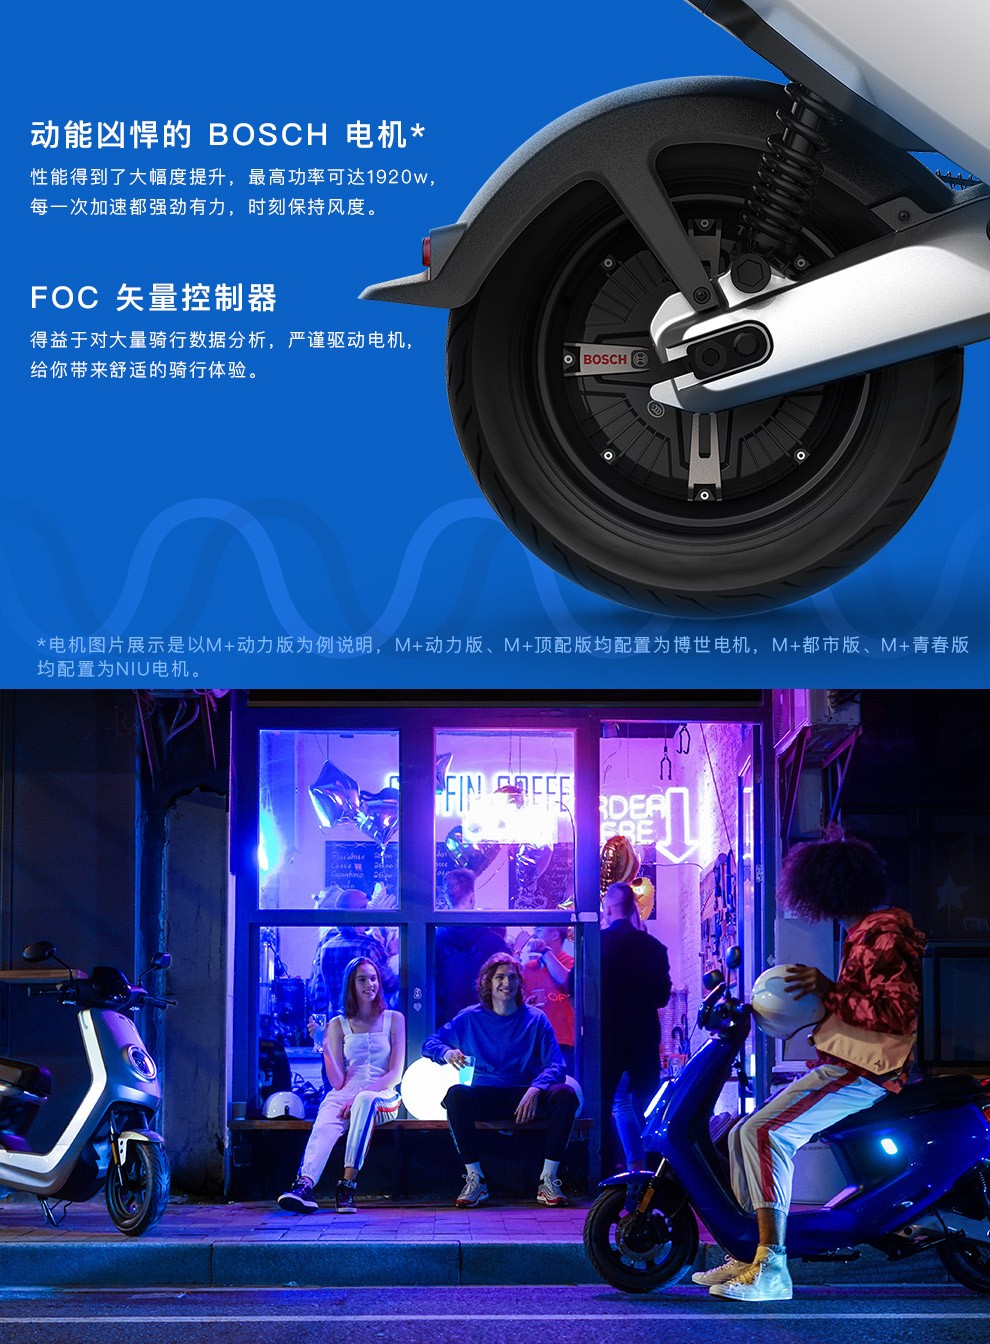 动能凶悍的 BOSCH 电机*
性能得到了大幅度提升，最高功率可达1920w，
每一次加速都强劲有力，时刻保持风度。
FOC 矢量控制器
得益于对大量骑行数据分析，严谨驱动电机，
给你带来舒适的骑行体验。
BOSCH
*电机图片展示是以M+动力版为例说明，M+动力版、M+顶配版均配置为博世电机，M+都市版、M+青春版
均配置为NIU电机。
FIN COFFE
RDER
ERE